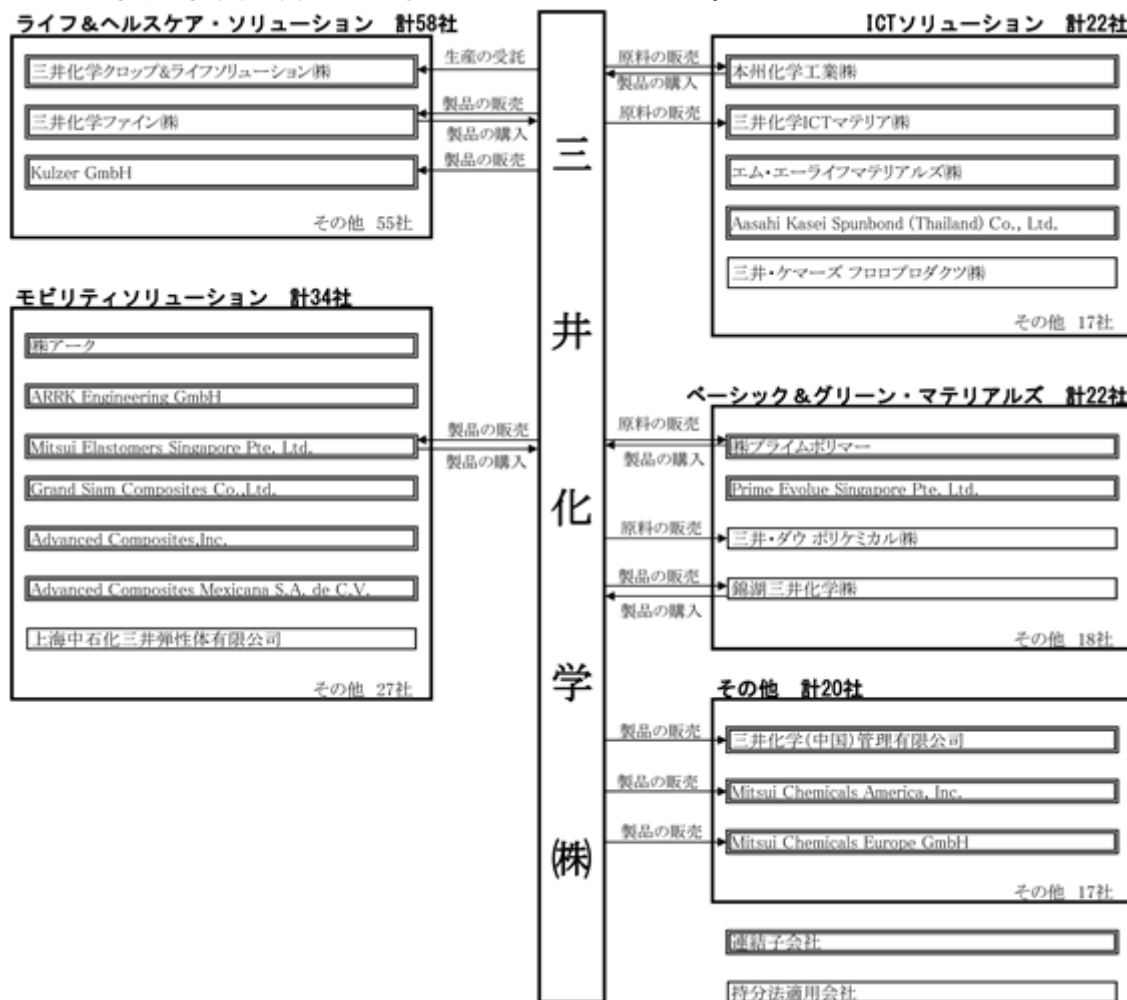 ライフ&ヘルスケア・ソリューション 計58社
生産の受託
三井化学クロップ&ライフソリューション㈱
製品の販売
三井化学ファイン㈱
製品の購入
製品の販売
Kulzer GmbH
その他 55社
モビリティソリューション 計34社
㈱アーク
ARRK Engineering GmbH
製品の販売
Mitsui Elastomers Singapore Pte, Ltd.
製品の購入
Grand Siam Composites Co.,Ltd.
Advanced Composites,Inc.
Advanced Composites Mexicana S.A. de C.V.
上海中石化三井弾性体有限公司
その他 27社
三井化学㈱
ICTソリューション 計22社
原料の販売
本州化学工業㈱
製品の購入
原料の販売
三井化学ICTマテリア㈱
エム・エーライフマテリアルズ㈱
Aasahi Kasei Spunbond (Thailand) Co., Ltd.
三井・ケマーズ フロロプロダクツ㈱
その他 17社
ベーシック&グリーン・マテリアルズ 計22社
原料の販売
㈱プライムポリマー
製品の購入
Prime Evolue Singapore Pte. Ltd.
原料の販売
三井・ダウ ポリケミカル㈱
製品の販売
錦湖三井化学㈱
製品の購入
その他 18社
その他 計20社
製品の販売
三井化学(中国)管理有限公司
製品の販売
Mitsui Chemicals America, Inc.
製品の販売
Mitsui Chemicals Europe GmbH
その他 17社
連結子会社
持分法適用会社